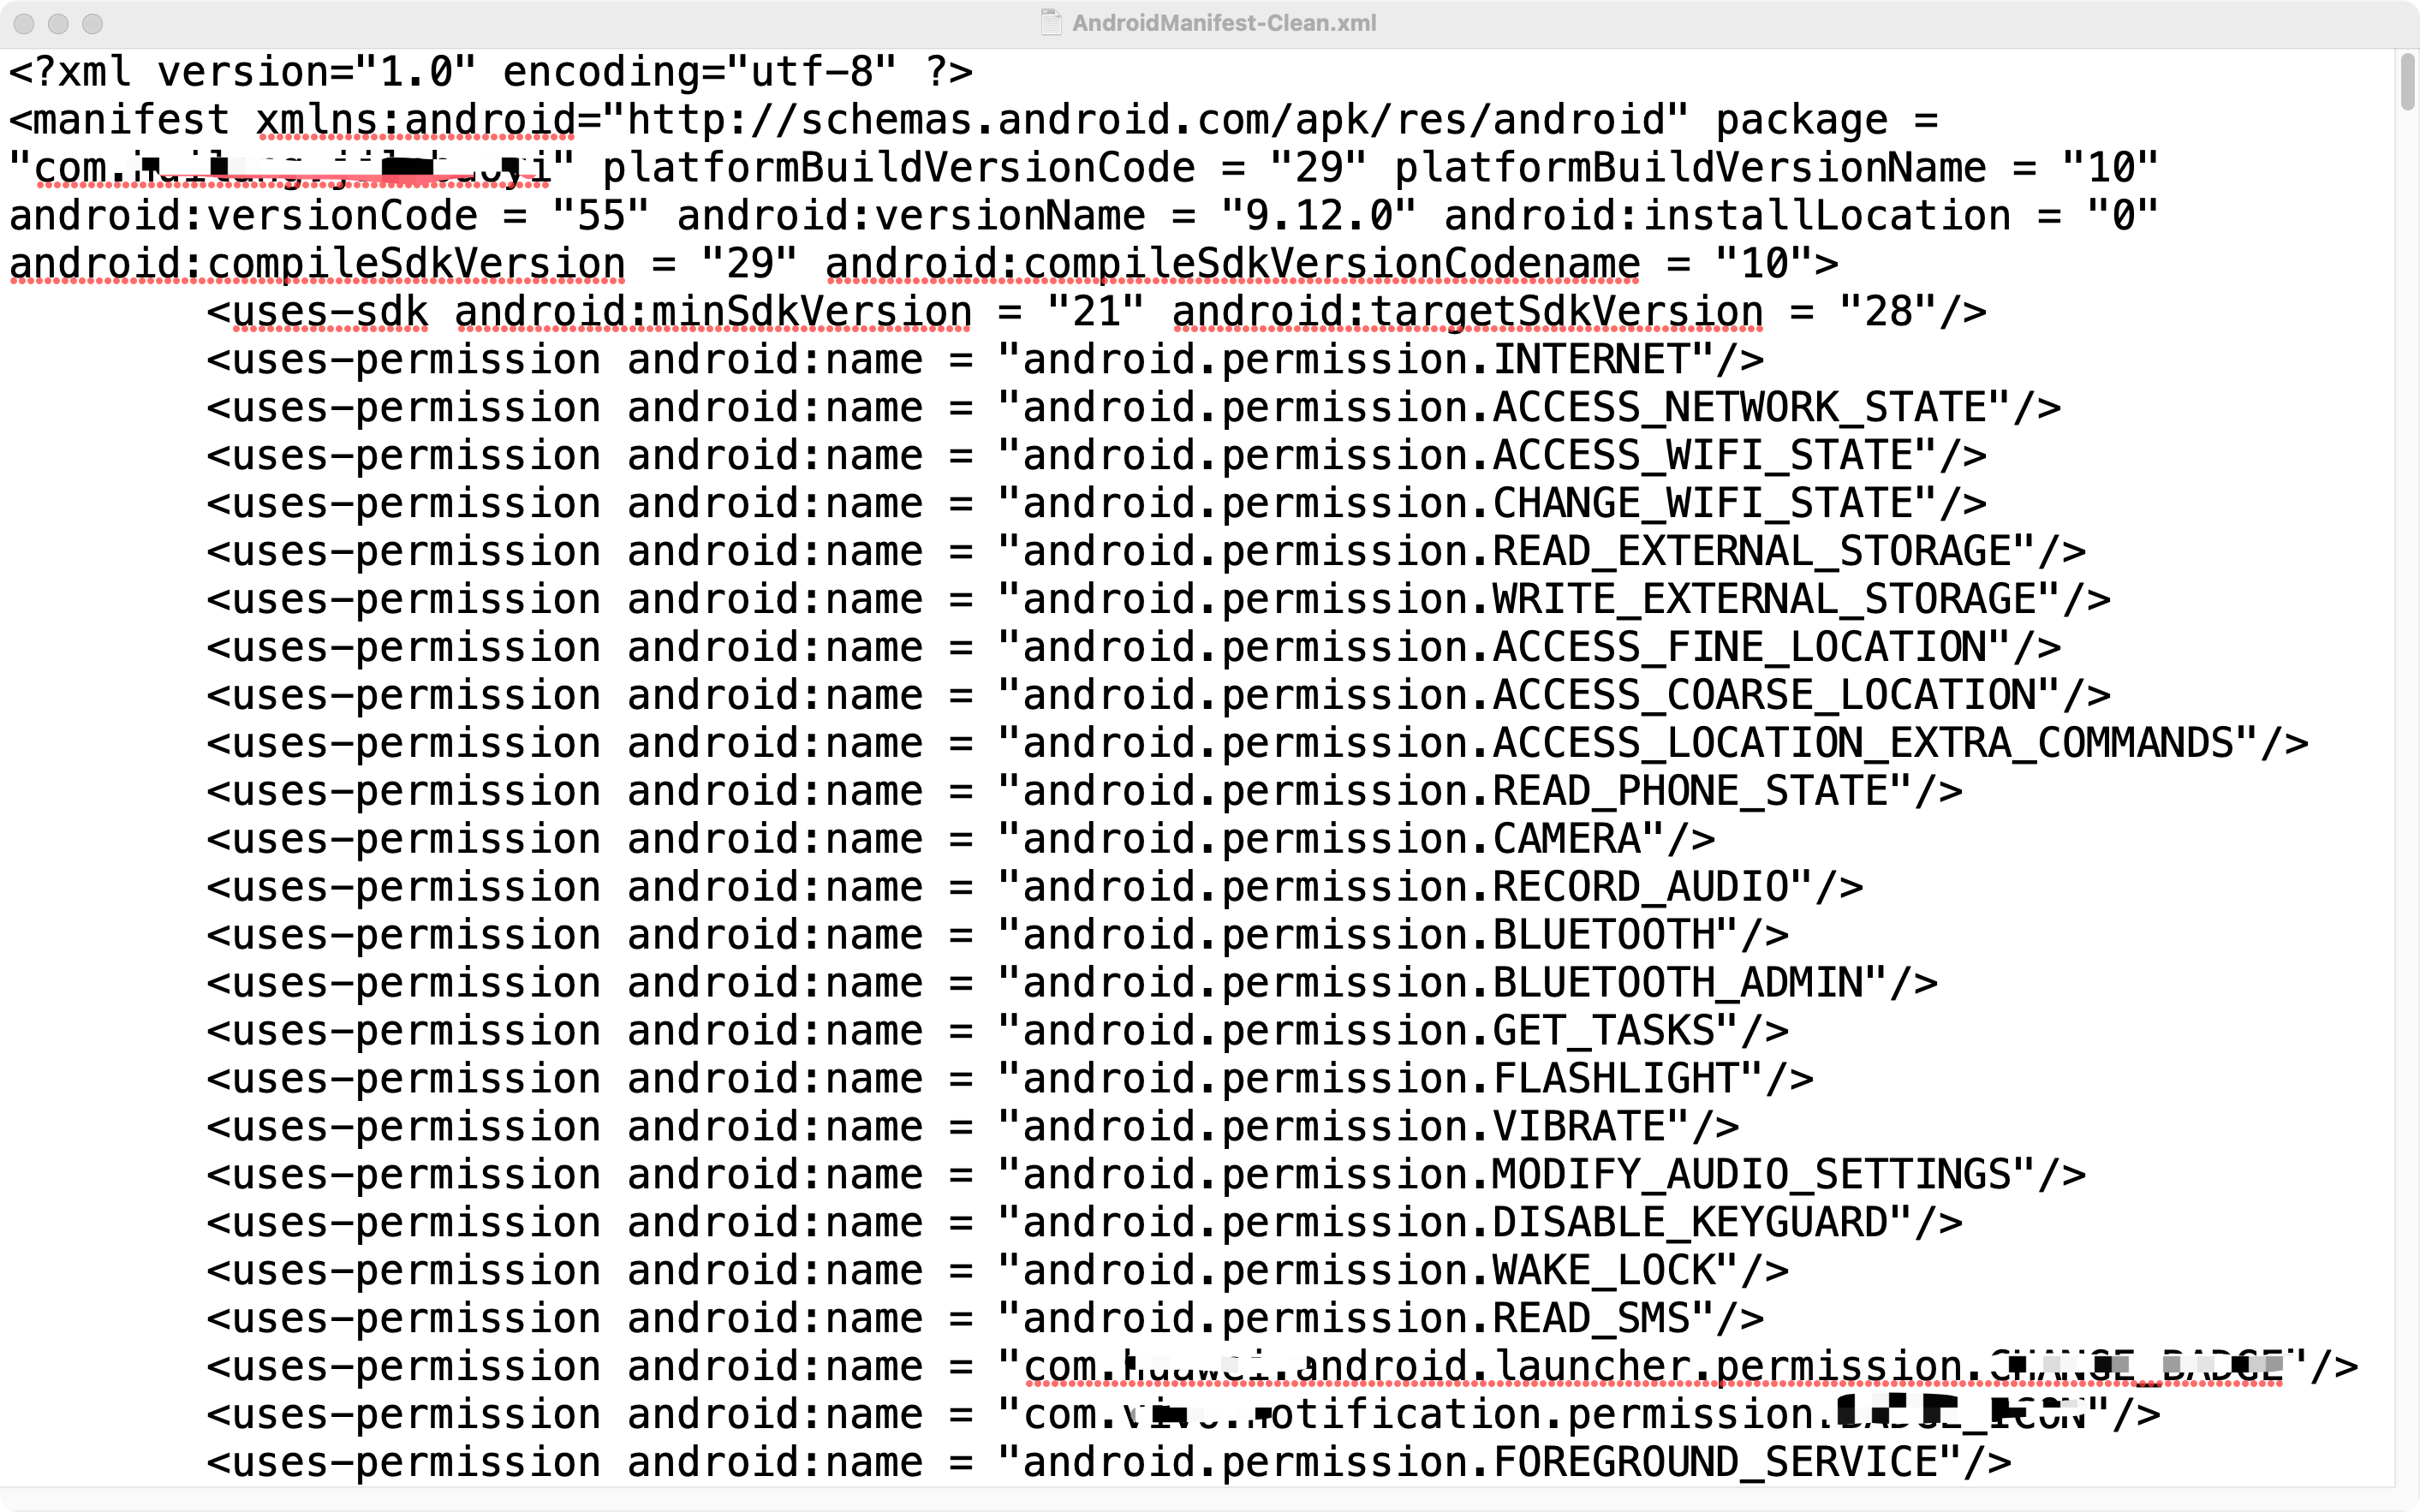 AndroidManifest-Clean.xml
<?xml version="1.0" encoding="utf-8" ?>
<manifest xmlns:android="http://schemas.android.com/apk/res/android" package =
"com. platformBuildVersionCode = "29" platformBuildVersionName = "10"
android:versionCode = "55" android:versionName = "9.12.0" android:installLocation = "0"
android:compileSdkVersion = "29" android:compileSdkVersionCodename = "10">
<uses-sdk android:minSdkVersion = "21" android:targetSdkVersion = "28"/>
<uses-permission android:name = "android.permission.INTERNET"/>
<uses-permission android:name = "android.permission.ACCESS_NETWORK_STATE"/>
<uses-permission android:name = "android.permission.ACCESS_WIFI_STATE"/>
<uses-permission android:name = "android.permission.CHANGE_WIFI_STATE"/>
<uses-permission android:name = "android.permission.READ_EXTERNAL_STORAGE"/>
<uses-permission android:name = "android.permission.WRITE_EXTERNAL_STORAGE"/>
<uses-permission android:name = "android.permission.ACCESS_FINE_LOCATION"/>
<uses-permission android:name = "android.permission.ACCESS_COARSE_LOCATION"/>
<uses-permission android:name = "android.permission.ACCESS_LOCATION_EXTRA_COMMANDS"/>
<uses-permission android:name = "android.permission.READ_PHONE_STATE"/>
<uses-permission android:name = "android.permission.CAMERA"/>
<uses-permission android:name = "android.permission.RECORD_AUDIO"/>
<uses-permission android:name = "android.permission.BLUETOOTH"/>
<uses-permission android:name = "android.permission.BLUETOOTH_ADMIN"/>
<uses-permission android:name = "android.permission.GET_TASKS"/>
<uses-permission android:name = "android.permission.FLASHLIGHT"/>
<uses-permission android:name = "android.permission.VIBRATE"/>
<uses-permission android:name = "android.permission.MODIFY_AUDIO_SETTINGS"/>
<uses-permission android:name = "android.permission.DISABLE_KEYGUARD"/>
<uses-permission android:name = "android.permission.WAKE_LOCK"/>
<uses-permission android:name = "android.permission.READ_SMS"/>
<uses-permission android:name = "com. .android.launcher.permission. "/>
<uses-permission android:name = "com. otification.permission. "/>
<uses-permission android:name = "android.permission.FOREGROUND_SERVICE"/>